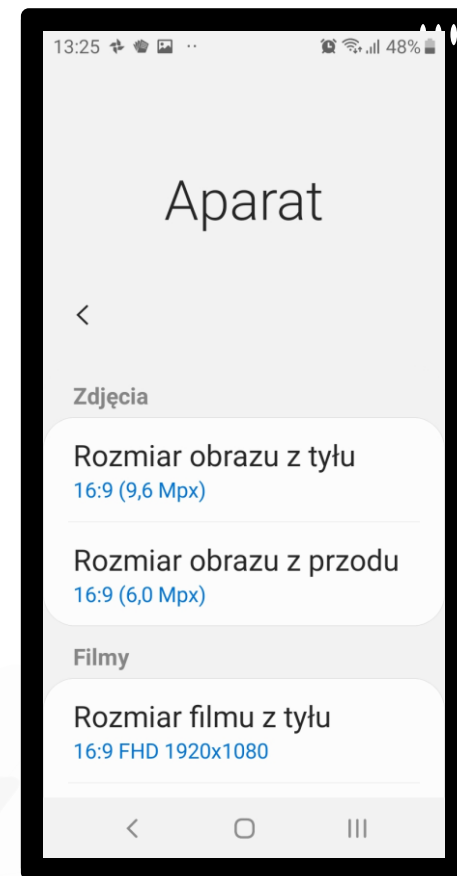 13:25
48%
Aparat
Zdjęcia
Rozmiar obrazu z tyłu
16:9 (9,6 Mpx)
Rozmiar obrazu z przodu
16:9 (6,0 Mpx)
Filmy
Rozmiar filmu z tyłu
16:9 FHD 1920x1080